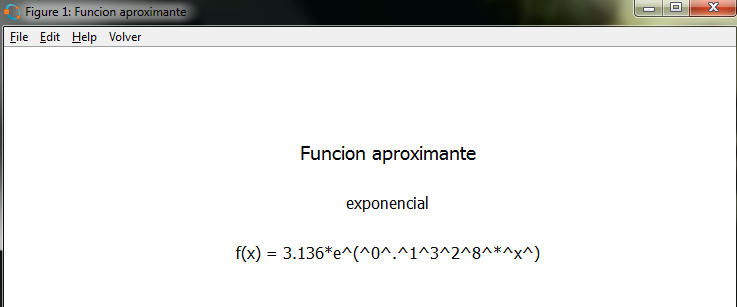 Figure 1: Funcion aproximante
File Edit Help Volver
Funcion aproximante
exponencial
f(x) = 3.136*e^(^0^.^1^3^2^8^*^x^)